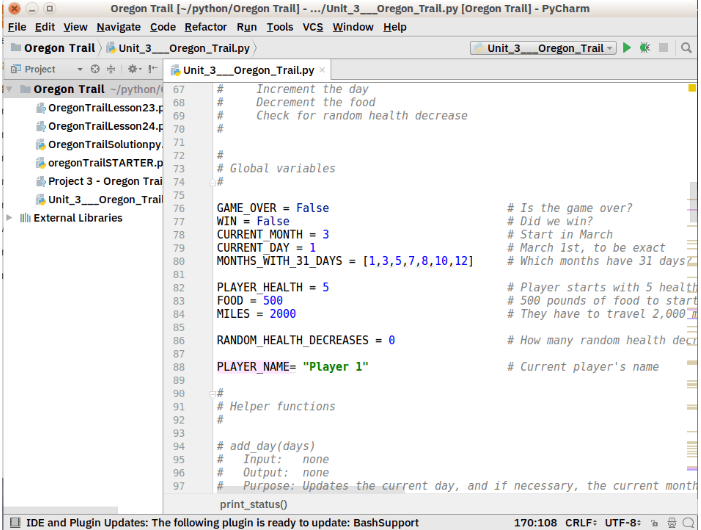 Oregon Trail [~/python/Oregon Trail] - .../Unit_3___Oregon_Trail.py [Oregon Trail] - PyCharm
File Edit View Navigate Code Refactor Run Tools VCS Window Help
Oregon Trail Unit_3___Oregon_Trail.py Unit_3___Oregon_Trail
Project Unit_3___Oregon_Trail.py
Oregon Trail ~/python/
OregonTrailLesson23.p
OregonTrailLesson24.p
OregonTrailSolutionpy.
oregonTrailSTARTER.p
Project 3 - Oregon Trai
Unit_3___Oregon_Trail
External Libraries
67 # Increment the day
68 # Decrement the food
69 # Check for random health decrease
70 #
71
72 #
73 # Global variables
74 #
75
76 GAME_OVER = False # Is the game over?
77 WIN = False # Did we win?
78 CURRENT_MONTH = 3 # Start in March
79 CURRENT_DAY = 1 # March 1st, to be exact
80 MONTHS_WITH_31_DAYS = [1,3,5,7,8,10,12] # Which months have 31 days?
81
82 PLAYER_HEALTH = 5 # Player starts with 5 health
83 FOOD = 500 # 500 pounds of food to start
84 MILES = 2000 # They have to travel 2,000 m
85
86 RANDOM_HEALTH_DECREASES = 0 # How many random health decr
87
88 PLAYER_NAME= "Player 1" # Current player's name
89
90 #
91 # Helper functions
92 #
93
94 # add_day(days)
95 # Input: none
96 # Output: none
97 # Purpose: Updates the current day, and if necessary, the current month
print_status()
IDE and Plugin Updates: The following plugin is ready to update: BashSupport 170:108 CRLF UTF-8